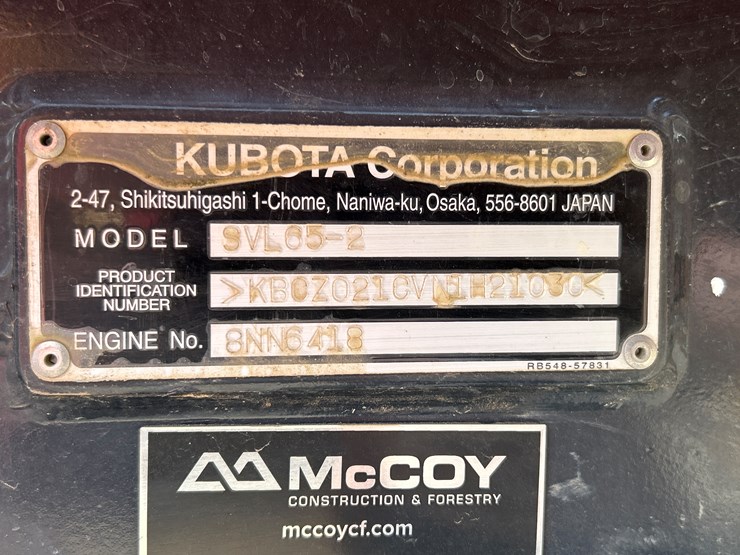 KUBOTA Corporation
2-47, Shikitsuhigashi 1-Chome, Naniwa-ku, Osaka, 556-8601 JAPAN
MODEL SVL65-2
PRODUCT
IDENTIFICATION
NUMBER
>KBCZ021CVN1H21030<
ENGINE No. 8NN6418
RB548-57831
McCOY
CONSTRUCTION & FORESTRY
mccoycf.com